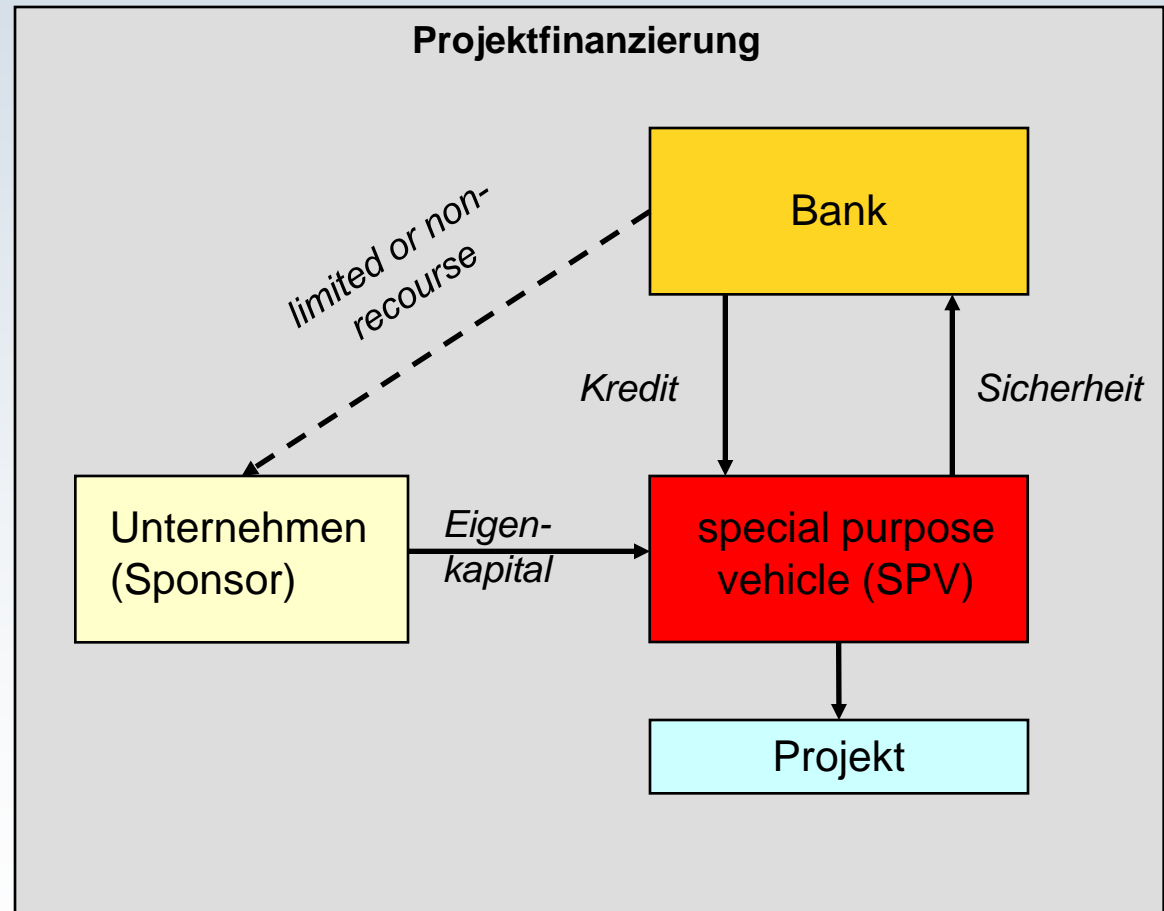 Projektfinanzierung
Bank
limited or non-
recourse
Kredit
Sicherheit
Unternehmen
(Sponsor)
Eigen-
kapital
special purpose
vehicle (SPV)
Projekt